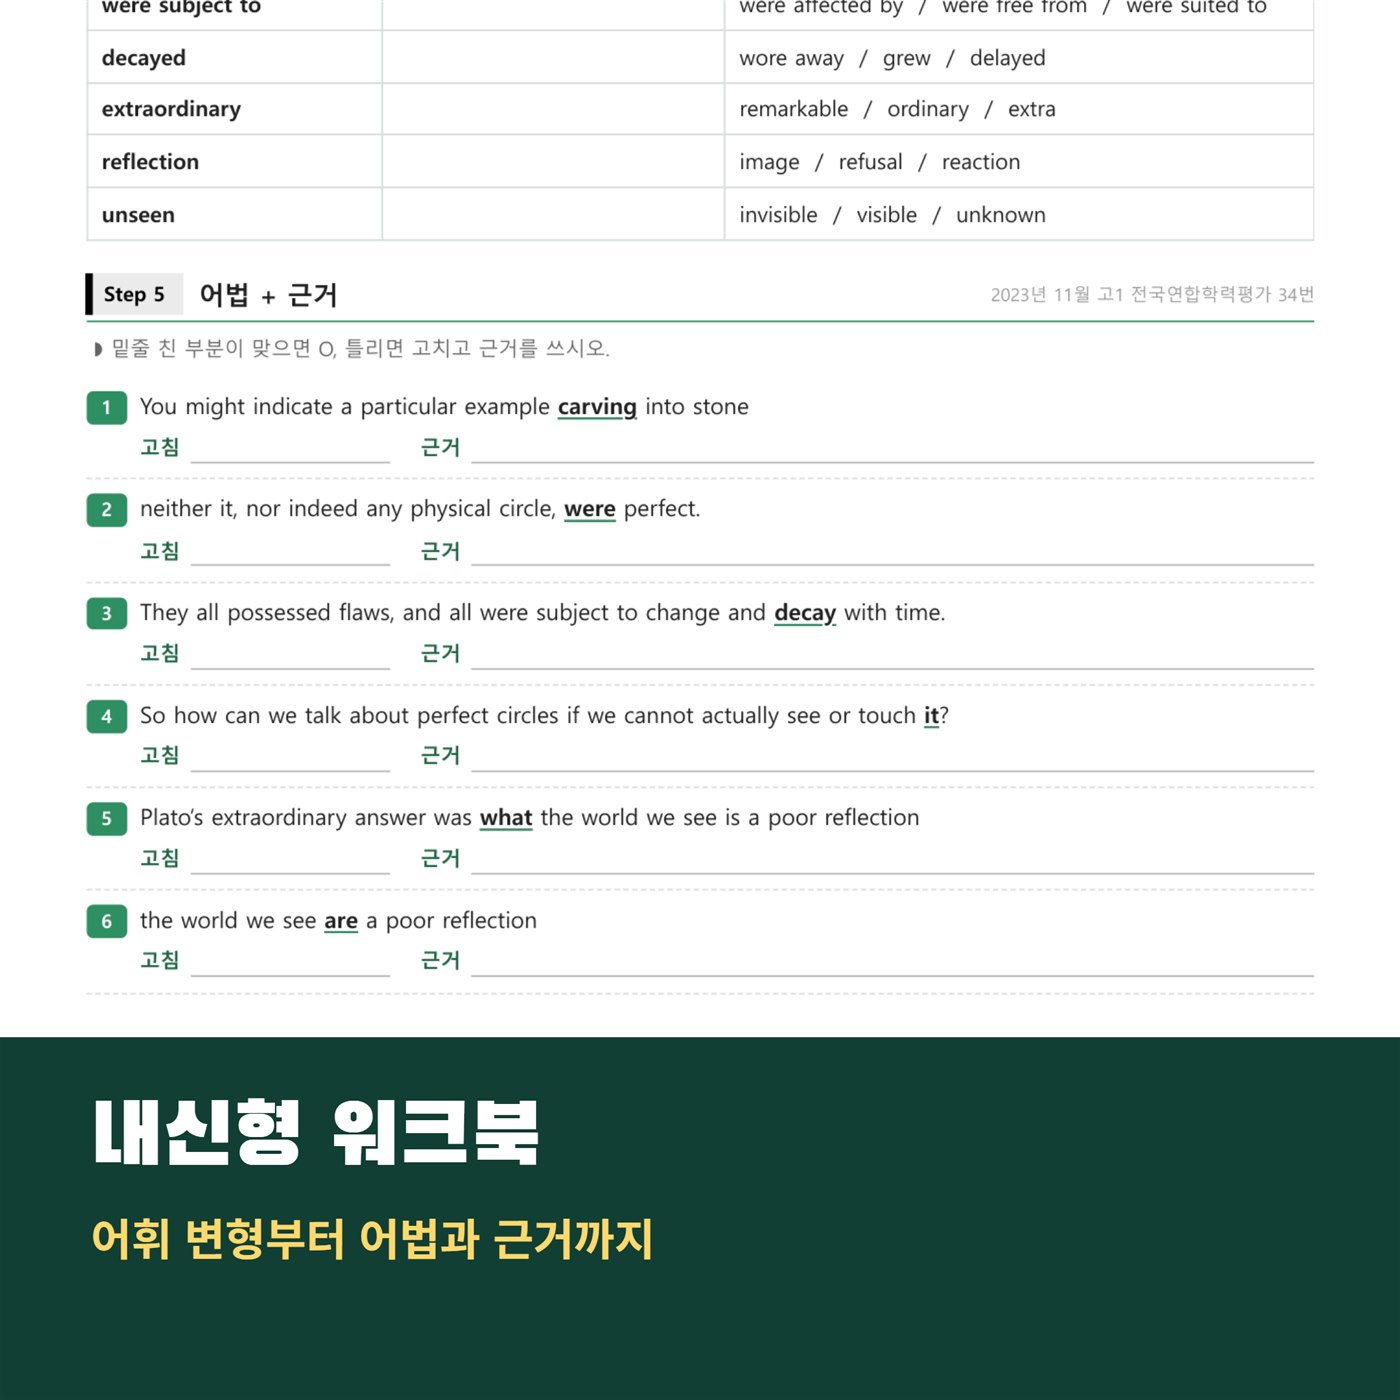 were subject to were affected by / were free from / were suited to
decayed wore away / grew / delayed
extraordinary remarkable / ordinary / extra
reflection image / refusal / reaction
unseen invisible / visible / unknown
Step 5 어법 + 근거 2023년 11월 고1 전국연합학력평가 34번
◗ 밑줄 친 부분이 맞으면 O, 틀리면 고치고 근거를 쓰시오.
1 You might indicate a particular example carving into stone
고침 근거
2 neither it, nor indeed any physical circle, were perfect.
고침 근거
3 They all possessed flaws, and all were subject to change and decay with time.
고침 근거
4 So how can we talk about perfect circles if we cannot actually see or touch it?
고침 근거
5 Plato's extraordinary answer was what the world we see is a poor reflection
고침 근거
6 the world we see are a poor reflection
고침 근거
내신형 워크북
어휘 변형부터 어법과 근거까지